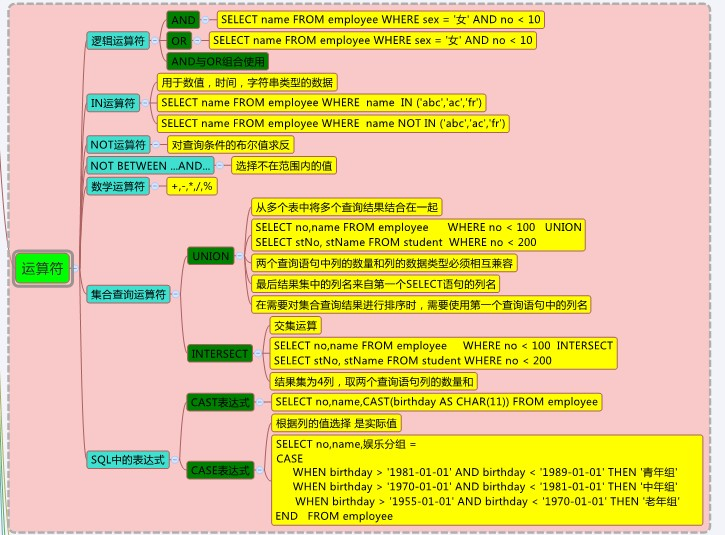 运算符
逻辑运算符
AND
SELECT name FROM employee WHERE sex = '女' AND no < 10
OR
SELECT name FROM employee WHERE sex = '女' AND no < 10
AND与OR组合使用
IN运算符
用于数值，时间，字符串类型的数据
SELECT name FROM employee WHERE name IN ('abc','ac','fr')
SELECT name FROM employee WHERE name NOT IN ('abc','ac','fr')
NOT运算符
对查询条件的布尔值求反
NOT BETWEEN ...AND...
选择不在范围内的值
数学运算符
+,-,*,/,%
集合查询运算符
UNION
从多个表中将多个查询结果结合在一起
SELECT no,name FROM employee WHERE no < 100 UNION
SELECT stNo, stName FROM student WHERE no < 200
两个查询语句中列的数量和列的数据类型必须相互兼容
最后结果集中的列名来自第一个SELECT语句的列名
在需要对集合查询结果进行排序时，需要使用第一个查询语句中的列名
INTERSECT
交集运算
SELECT no,name FROM employee WHERE no < 100 INTERSECT
SELECT stNo, stName FROM student WHERE no < 200
结果集为4列，取两个查询语句列的数量和
SQL中的表达式
CAST表达式
SELECT no,name,CAST(birthday AS CHAR(11)) FROM employee
CASE表达式
根据列的值选择 是实际值
SELECT no,name,娱乐分组 =
CASE
WHEN birthday > '1981-01-01' AND birthday < '1989-01-01' THEN '青年组'
WHEN birthday > '1970-01-01' AND birthday < '1981-01-01' THEN '中年组'
WHEN birthday > '1955-01-01' AND birthday < '1970-01-01' THEN '老年组'
END FROM employee